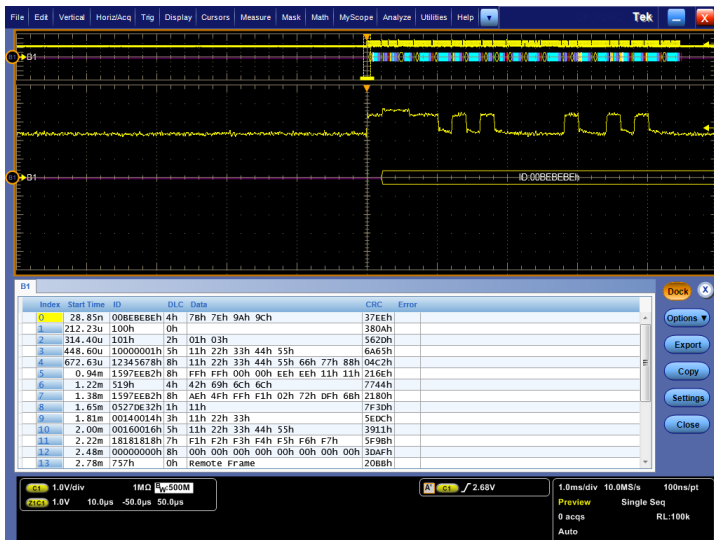 File Edit Vertical Horiz/Acq Trig Display Cursors Measure Mask Math MyScope Analyze Utilities Help Tek X
B1 B1
B1 B1 ID:00BEBEBEh
B1 Dock X
Index Start Time ID DLC Data CRC Error
0 28.85n 00BEBEBEh 4h 7Bh 7Eh 9Ah 9Ch 37EEh
1 212.23u 100h 0h 380Ah
2 314.40u 101h 2h 01h 03h 562Dh
Options
3 448.60u 10000001h 5h 11h 22h 33h 44h 55h 6A65h
4 672.63u 12345678h 8h 11h 22h 33h 44h 55h 66h 77h 88h 04C2h
Export
5 0.94m 1597EEB2h 8h FFh FFh 00h 00h EEh EEh 11h 11h 216Eh
6 1.22m 519h 4h 42h 69h 6Ch 6Ch 7744h
Copy
7 1.38m 1597EEB2h 8h AEh 4Fh FFh F1h 02h 72h DFh 6Bh 2180h
8 1.65m 0527DE32h 1h 11h 7F3Dh
Settings
9 1.81m 00140014h 3h 11h 22h 33h 5EDCh
10 2.00m 00160016h 5h 11h 22h 33h 44h 55h 3911h
Close
11 2.22m 18181818h 7h F1h F2h F3h F4h F5h F6h F7h 5F9Bh
12 2.48m 00000000h 8h 00h 00h 00h 00h 00h 00h 00h 00h 3DAFh
13 2.78m 757h 0h Remote Frame 20BBh
C1 1.0V/div 1MΩ BW:500M
Z1C1 1.0V 10.0µs -50.0µs 50.0µs
A' C1 2.68V
1.0ms/div 10.0MS/s 100ns/pt
Preview Single Seq
0 acqs RL:100k
Auto